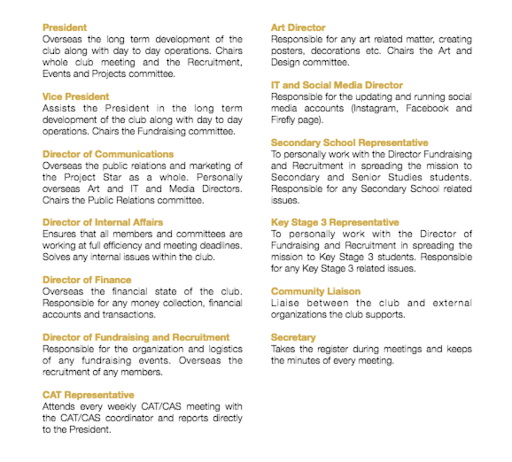 President
Overseas the long term development of the
club along with day to day operations. Chairs
whole club meeting and the Recruitment,
Events and Projects committee.
Vice President
Assists the President in the long term
development of the club along with day to day
operations. Chairs the Fundraising committee.
Director of Communications
Overseas the public relations and marketing of
the Project Star as a whole. Personally
overseas Art and IT and Media Directors.
Chairs the Public Relations committee.
Director of Internal Affairs
Ensures that all members and committees are
working at full efficiency and meeting deadlines.
Solves any internal issues within the club.
Director of Finance
Overseas the financial state of the club.
Responsible for any money collection, financial
accounts and transactions.
Director of Fundraising and Recruitment
Responsible for the organization and logistics
of any fundraising events. Overseas the
recruitment of any members.
CAT Representative
Attends every weekly CAT/CAS meeting with
the CAT/CAS coordinator and reports directly
to the President.
Art Director
Responsible for any art related matter, creating
posters, decorations etc. Chairs the Art and
Design committee.
IT and Social Media Director
Responsible for the updating and running social
media accounts (Instagram, Facebook and
Firefly page).
Secondary School Representative
To personally work with the Director Fundraising
and Recruitment in spreading the mission to
Secondary and Senior Studies students.
Responsible for any Secondary School related
issues.
Key Stage 3 Representative
To personally work with the Director of
Fundraising and Recruitment in spreading the
mission to Key Stage 3 students. Responsible
for any Key Stage 3 related issues.
Community Liaison
Liaise between the club and external
organizations the club supports.
Secretary
Takes the register during meetings and keeps
the minutes of every meeting.